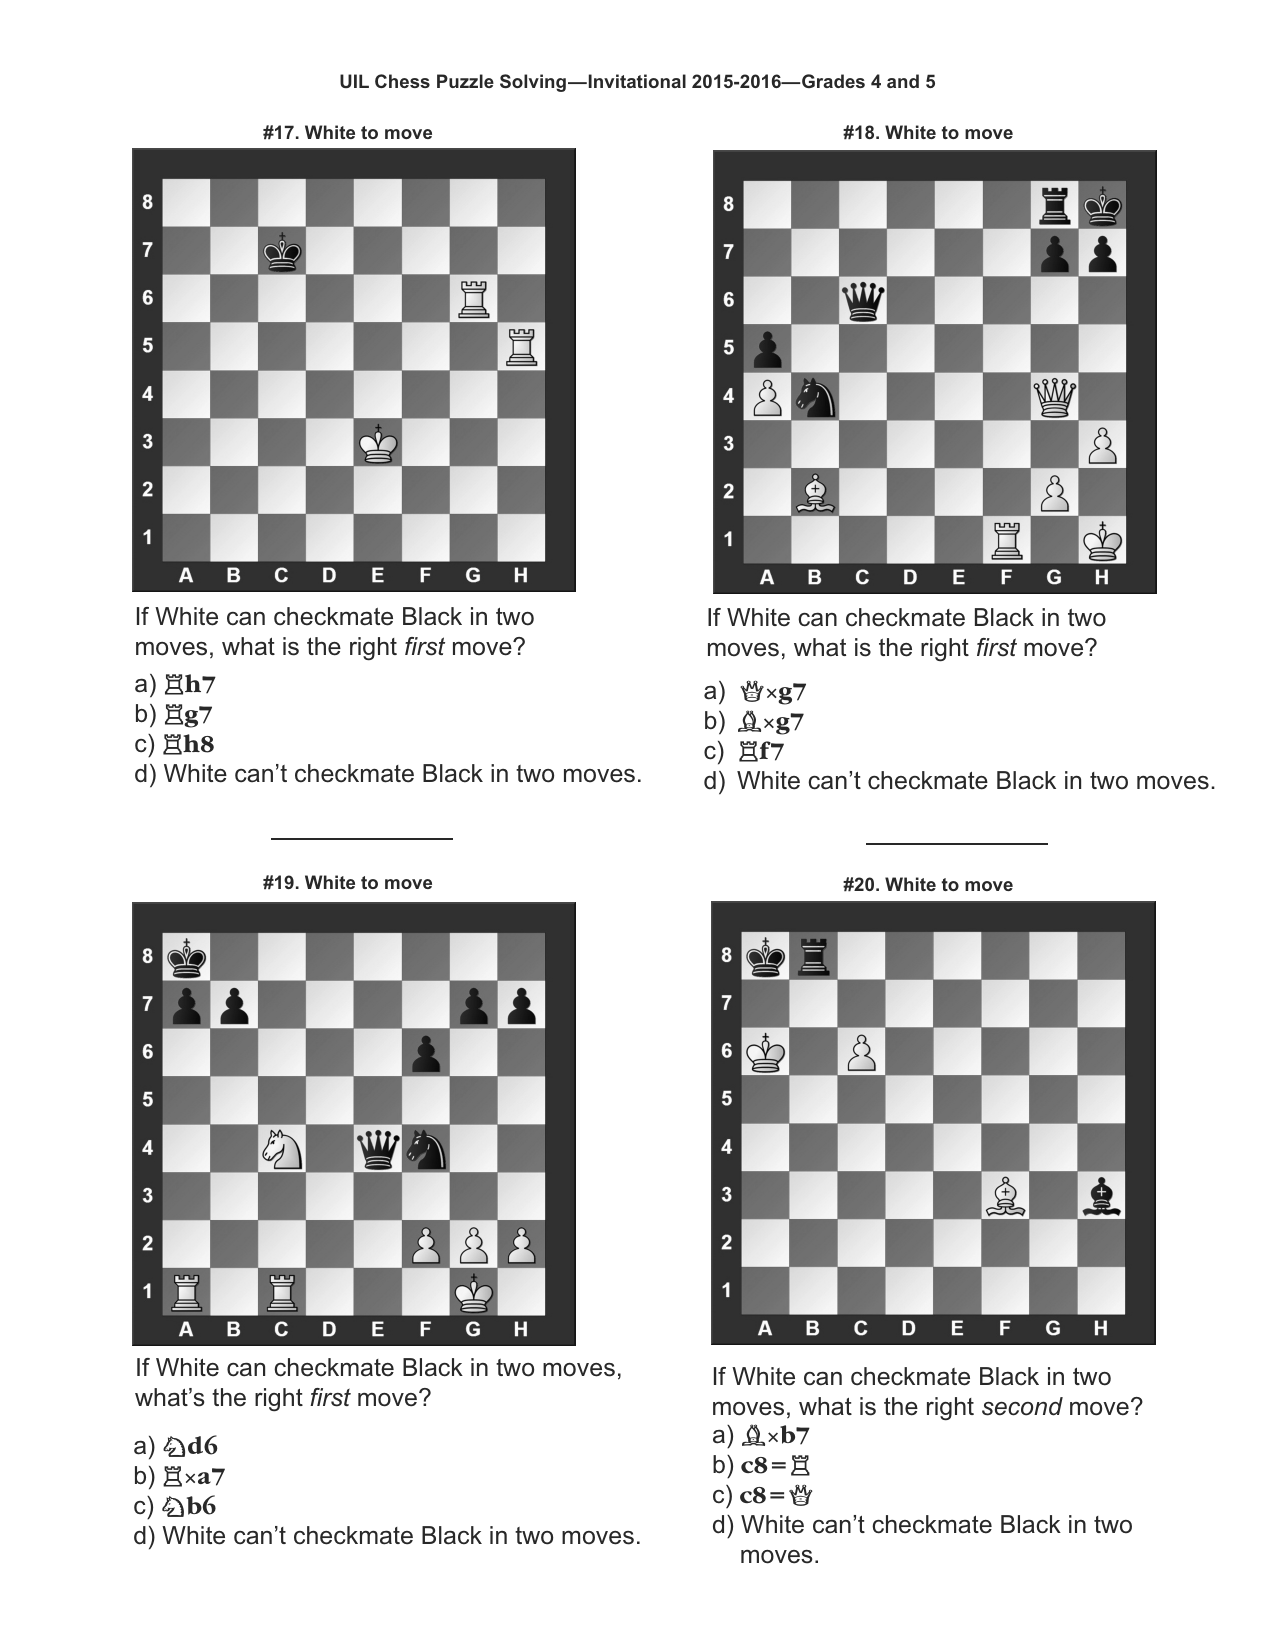 UIL Chess Puzzle Solving—Invitational 2015-2016—Grades 4 and 5
#17. White to move
8
7
6
5
4
3
2
1
A B C D E F G H
If White can checkmate Black in two
moves, what is the right first move?
a) ♖h7
b) ♖g7
c) ♖h8
d) White can’t checkmate Black in two moves.
#18. White to move
8
7
6
5
4
3
2
1
A B C D E F G H
If White can checkmate Black in two
moves, what is the right first move?
a) ♕×g7
b) ♗×g7
c) ♖f7
d) White can’t checkmate Black in two moves.
#19. White to move
8
7
6
5
4
3
2
1
A B C D E F G H
If White can checkmate Black in two moves,
what’s the right first move?
a) ♘d6
b) ♖×a7
c) ♘b6
d) White can’t checkmate Black in two moves.
#20. White to move
8
7
6
5
4
3
2
1
A B C D E F G H
If White can checkmate Black in two
moves, what is the right second move?
a) ♗×b7
b) c8=♖
c) c8=♕
d) White can’t checkmate Black in two
moves.